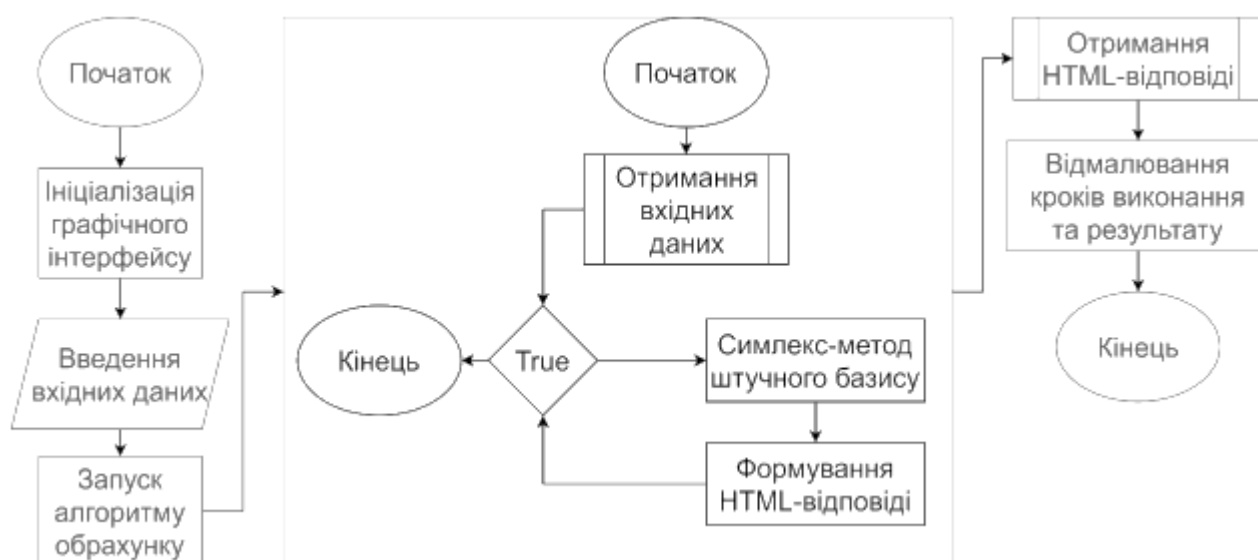 Початок
Ініціалізація
графічного
інтерфейсу
Введення
вхідних даних
Запуск
алгоритму
обрахунку
Початок
Отримання
вхідних
даних
True
Кінець
Симлекс-метод
штучного базису
Формування
HTML-відповіді
Отримання
HTML-відповіді
Відмалювання
кроків виконання
та результату
Кінець